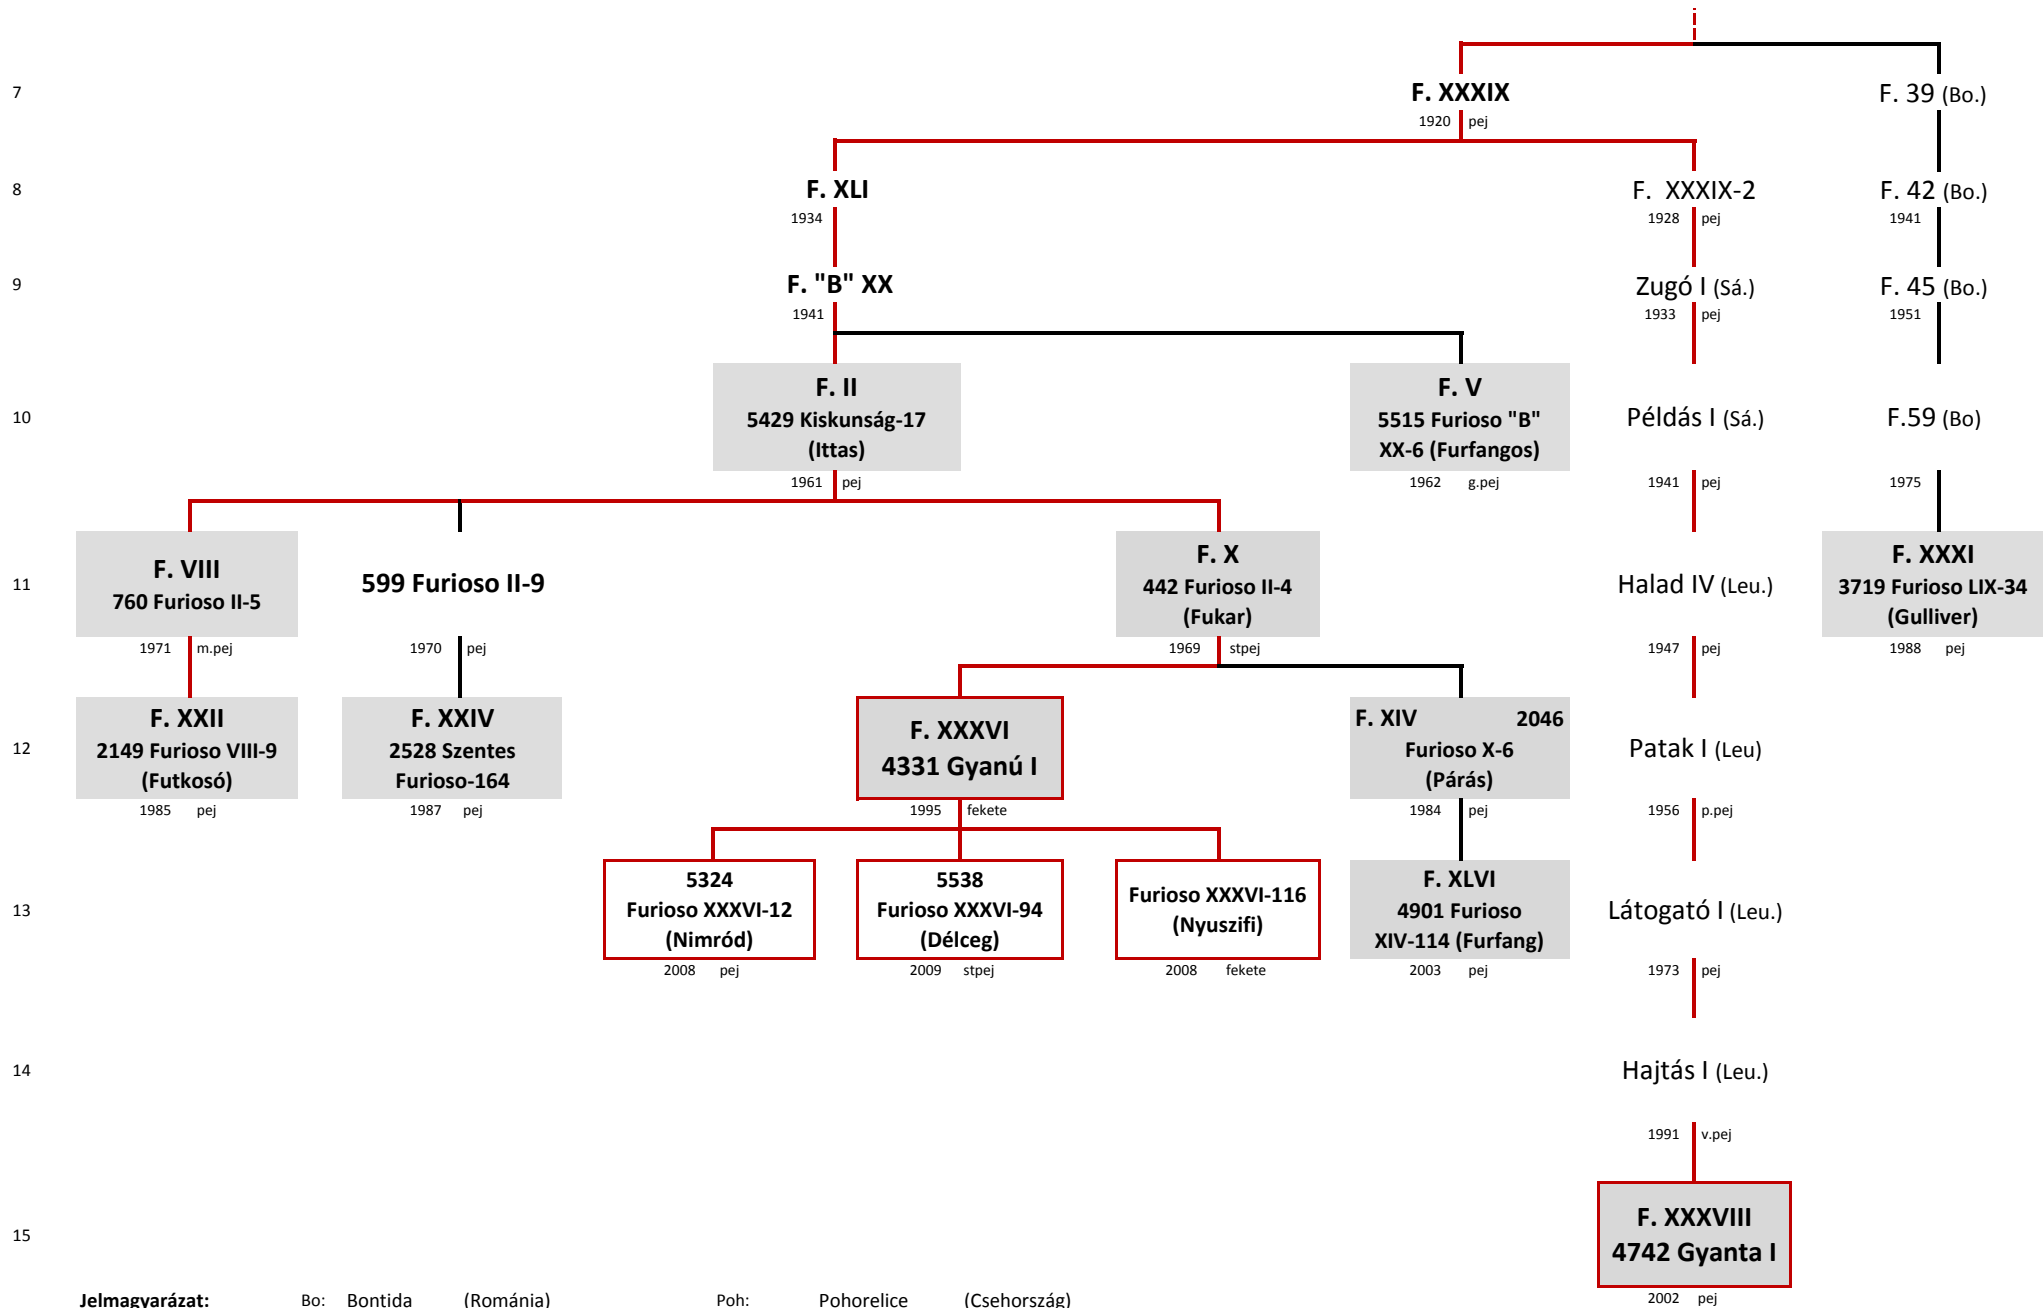 7
F. XXXIX
F. 39 (Bo.)
1920 pej
8
F. XLI
F. XXXIX-2
F. 42 (Bo.)
1934
1928 pej
1941
9
F. "B" XX
Zugó I (Sá.)
F. 45 (Bo.)
1941
1933 pej
1951
10
F. II
5429 Kiskunság-17
(Ittas)
F. V
5515 Furioso "B"
XX-6 (Furfangos)
Példás I (Sá.)
F.59 (Bo)
1961 pej
1962 g.pej
1941 pej
1975
11
F. VIII
760 Furioso II-5
599 Furioso II-9
F. X
442 Furioso II-4
(Fukar)
Halad IV (Leu.)
F. XXXI
3719 Furioso LIX-34
(Gulliver)
1971 m.pej
1970 pej
1969 stpej
1947 pej
1988 pej
12
F. XXII
2149 Furioso VIII-9
(Futkosó)
F. XXIV
2528 Szentes
Furioso-164
F. XXXVI
4331 Gyanú I
F. XIV 2046
Furioso X-6
(Párás)
Patak I (Leu)
1985 pej
1987 pej
1995 fekete
1984 pej
1956 p.pej
13
5324
Furioso XXXVI-12
(Nimród)
5538
Furioso XXXVI-94
(Délceg)
Furioso XXXVI-116
(Nyuszifi)
F. XLVI
4901 Furioso
XIV-114 (Furfang)
Látogató I (Leu.)
2008 pej
2009 stpej
2008 fekete
2003 pej
1973 pej
14
Hajtás I (Leu.)
1991 v.pej
15
F. XXXVIII
4742 Gyanta I
2002 pej
Jelmagyarázat: Bo: Bontida (Románia) Poh: Pohorelice (Csehország)